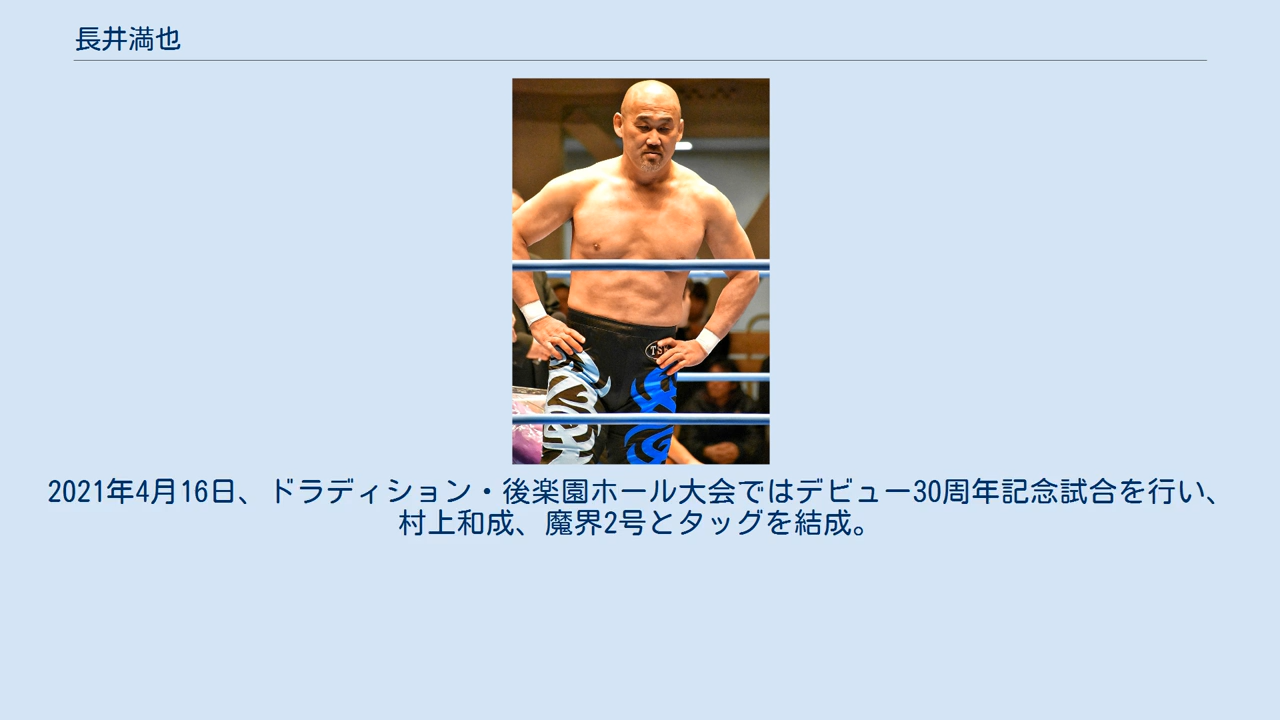 長井満也
2021年4月16日、ドラディション・後楽園ホール大会ではデビュー30周年記念試合を行い、
村上和成、魔界2号とタッグを結成。